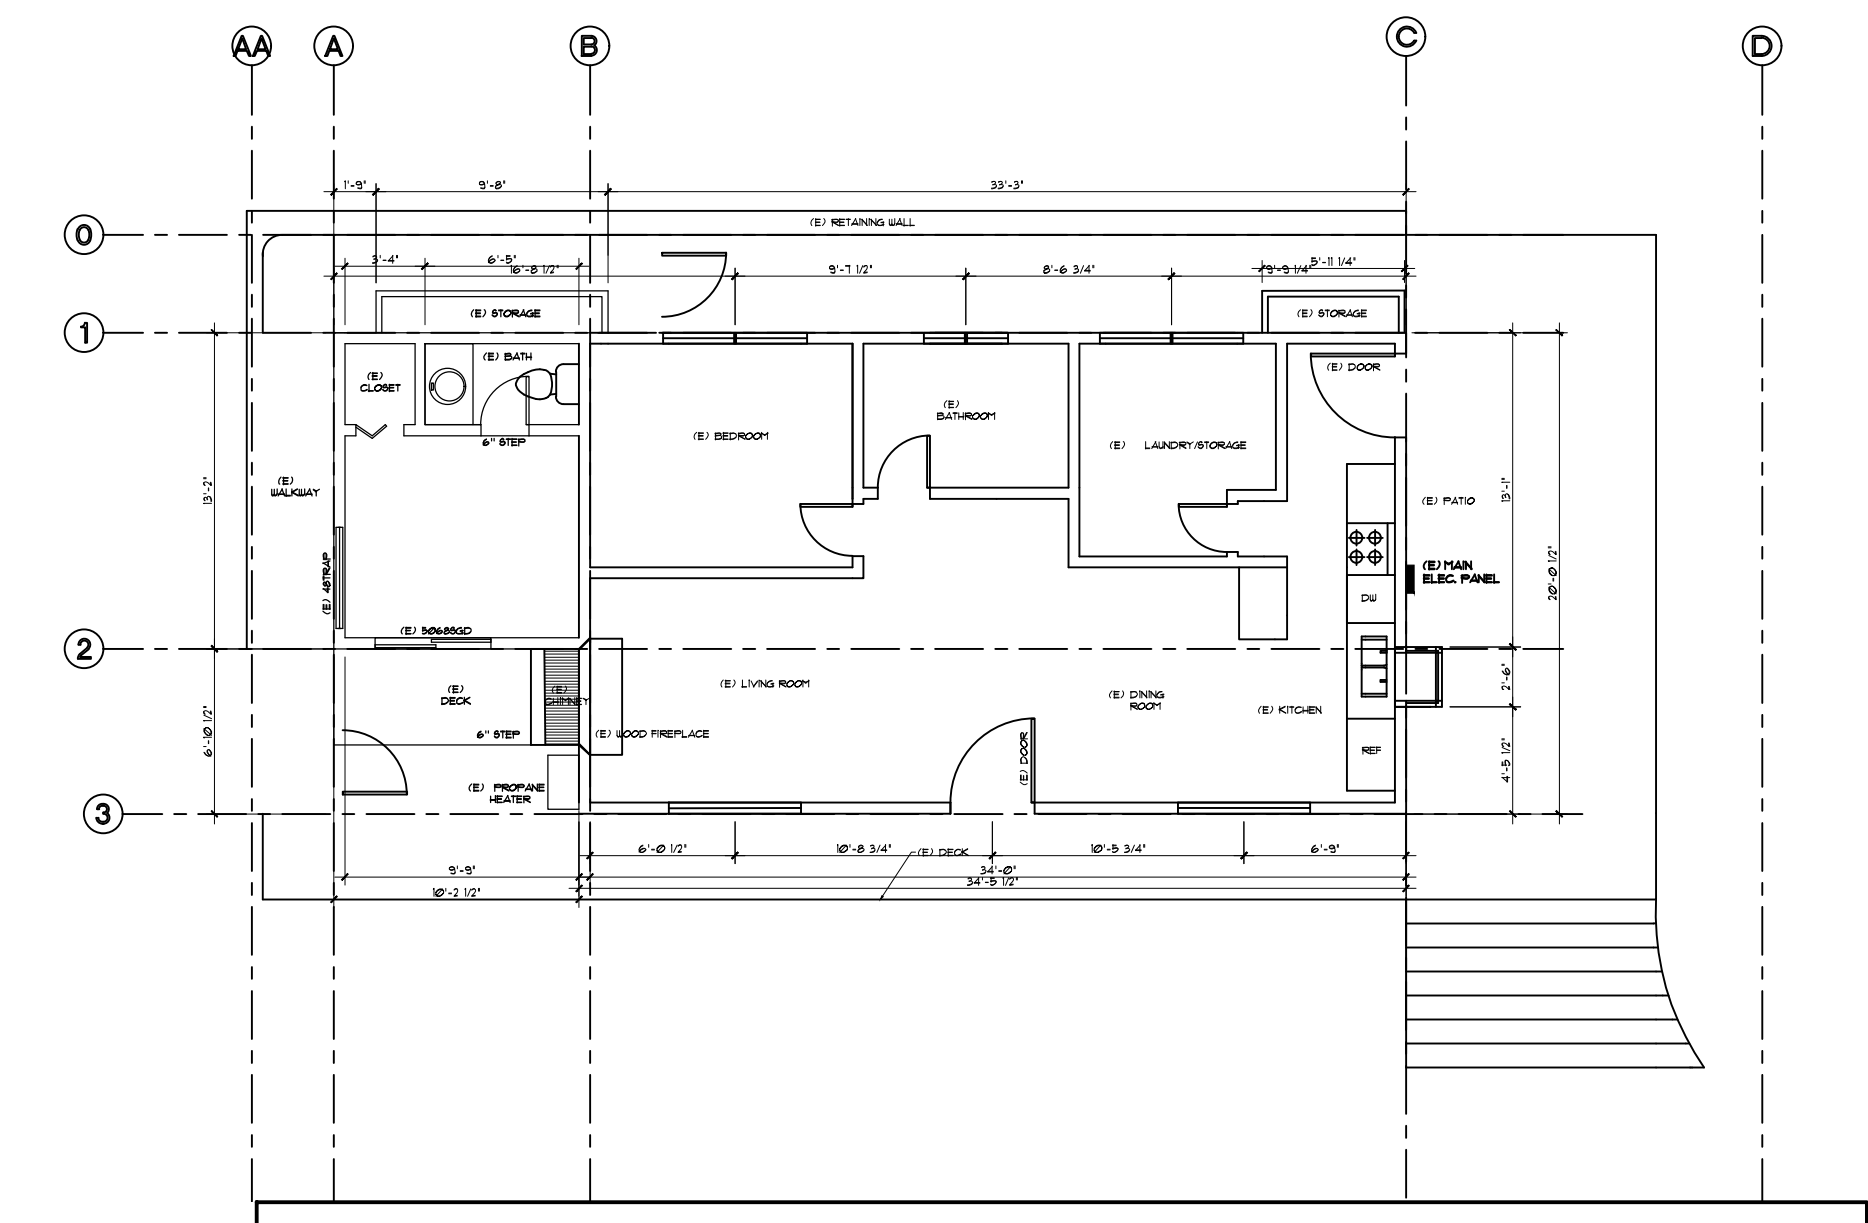 AA A B C D
1'-9" 9'-8" 33'-3"
(E) RETAINING WALL
0
3'-4" 6'-5" 5'-11 1/4"
16'-8 1/2" 9'-7 1/2" 8'-6 3/4" 9'-9 1/4"
(E) STORAGE (E) STORAGE
1
(E) BATH
(E) DOOR
(E)
CLOSET
(E)
BATHROOM
(E) BEDROOM
6" STEP
(E) LAUNDRY/STORAGE
(E)
WALKWAY
13'-2"
13'-1"
(E) PATIO
(E) MAIN
ELEC. PANEL
20'-0 1/2"
DW
(E) 5068SGD
2
(E)
DECK
(E)
CHIMNEY
(E) LIVING ROOM
(E) DINING
ROOM
(E) KITCHEN
2'-6"
6'-10 1/2"
6" STEP
(E) WOOD FIREPLACE
(E) DOOR
REF
4'-5 1/2"
(E) PROPANE
HEATER
3
6'-0 1/2" 10'-8 3/4" (E) DECK 10'-5 3/4" 6'-9"
9'-9" 34'-0"
34'-5 1/2"
10'-2 1/2"